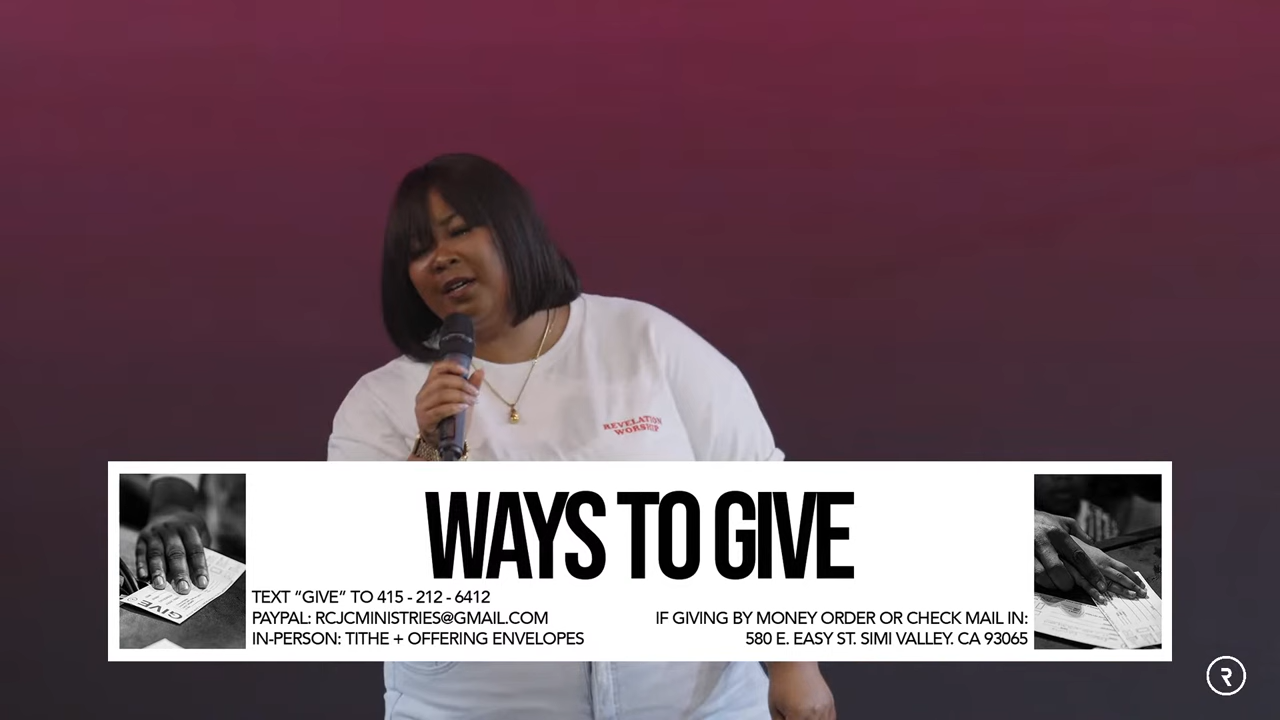 REVELATION
WORSHIP
WAYS TO GIVE
TEXT “GIVE” TO 415 - 212 - 6412
PAYPAL: RCJCMINISTRIES@GMAIL.COM
IN-PERSON: TITHE + OFFERING ENVELOPES
IF GIVING BY MONEY ORDER OR CHECK MAIL IN:
580 E. EASY ST. SIMI VALLEY. CA 93065
GIVE
R